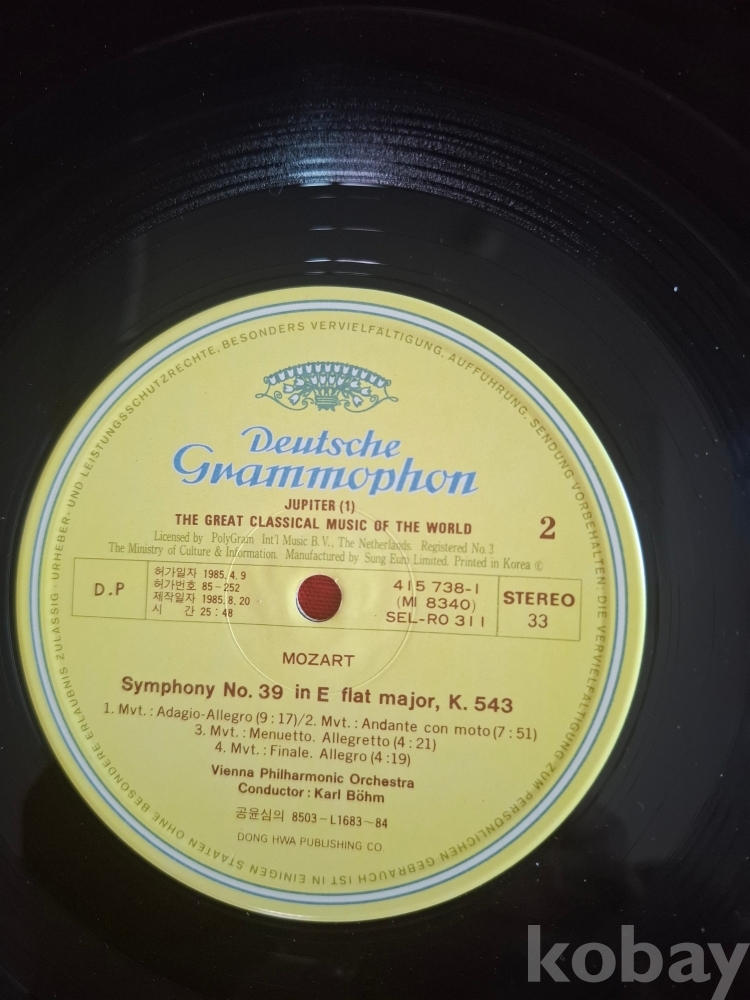 URHEBER- UND LEISTUNGSSCHUTZRECHTE, BESONDERS VERVIELFÄLTIGUNG, AUFFÜHRUNG, SENDUNG VORBEHALTEN · DIE VERVIELFÄLTIGUNG ZUM PERSÖNLICHEN GEBRAUCH IST IN EINIGEN STAATEN OHNE BESONDERE ERLAUBNIS ZULÄSSIG ·
Deutsche
Grammophon
JUPITER (1)
THE GREAT CLASSICAL MUSIC OF THE WORLD
2
Licensed by PolyGrain Int'l Music B. V., The Netherlands. Registered No. 3
The Ministry of Culture & Information. Manufactured by Sung Eum Limited. Printed in Korea ©
D.P
허가일자 1985. 4. 9
허가번호 85-252
제작일자 1985. 8. 20
시 간 25 : 48
415 738-1
(MI 8340)
SEL-RO 311
STEREO
33
MOZART
Symphony No. 39 in E flat major, K. 543
1. Mvt. : Adagio-Allegro (9 : 17)/2. Mvt. : Andante con moto (7 : 51)
3. Mvt. : Menuetto. Allegretto (4 : 21)
4. Mvt. : Finale. Allegro (4 : 19)
Vienna Philharmonic Orchestra
Conductor : Karl Böhm
공윤심의 8503-L1683~84
DONG HWA PUBLISHING CO.
kobay